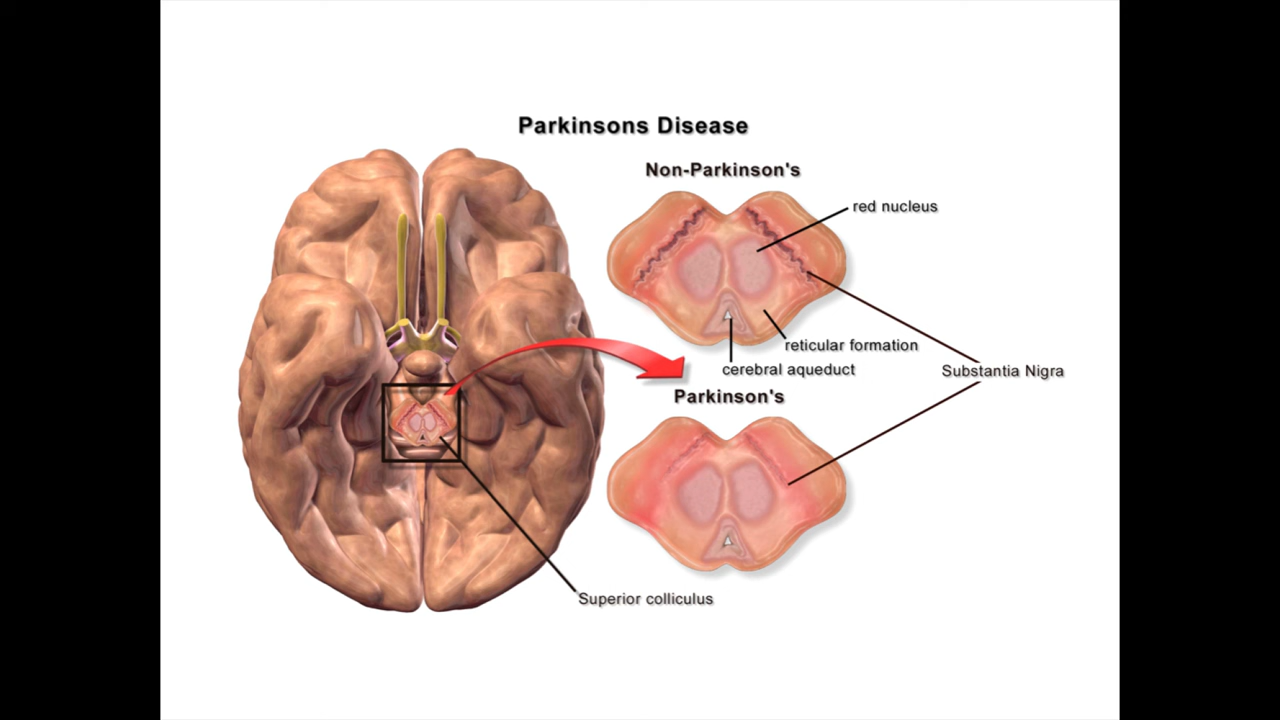 Parkinsons Disease
Non-Parkinson's
red nucleus
reticular formation
cerebral aqueduct
Substantia Nigra
Parkinson's
Superior colliculus